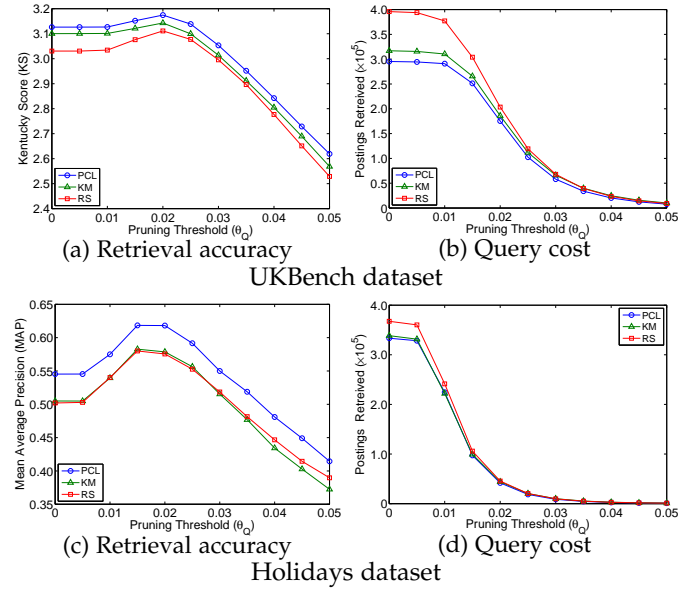 3.2
3.1
3.0
2.9
2.8
2.7
2.6
2.5
2.4
Kentucky Score (KS)
PCL
KM
RS
0 0.01 0.02 0.03 0.04 0.05
Pruning Threshold (θQ)
(a) Retrieval accuracy
4.0
3.5
3.0
2.5
2.0
1.5
1.0
0.5
Postings Retreived (×10^5)
PCL
KM
RS
0 0.01 0.02 0.03 0.04 0.05
Pruning Threshold (θQ)
(b) Query cost
UKBench dataset
0.65
0.60
0.55
0.50
0.45
0.40
0.35
Mean Average Precision (MAP)
PCL
KM
RS
0 0.01 0.02 0.03 0.04 0.05
Pruning Threshold (θQ)
(c) Retrieval accuracy
4.0
3.0
2.0
1.0
0
Postings Retreived (×10^5)
PCL
KM
RS
0 0.01 0.02 0.03 0.04 0.05
Pruning Threshold (θQ)
(d) Query cost
Holidays dataset